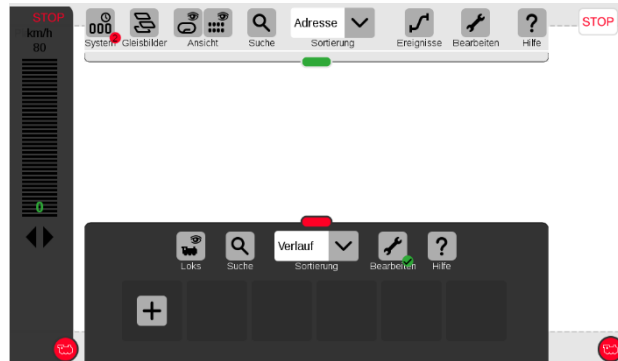 STOP
km/h
80
0
000
System
Gleisbilder
Ansicht
Suche
Adresse
Sortierung
Ereignisse
Bearbeiten
?
Hilfe
STOP
Loks
Suche
Verlauf
Sortierung
Bearbeiten
?
Hilfe
+